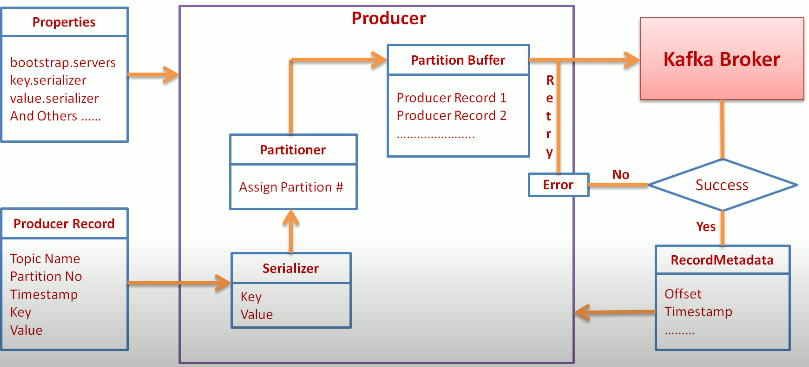 Properties
bootstrap.servers
key.serializer
value.serializer
And Others ......
Producer Record
Topic Name
Partition No
Timestamp
Key
Value
Producer
Serializer
Key
Value
Partitioner
Assign Partition #
Partition Buffer
Producer Record 1
Producer Record 2
........................
Retry
Error
Kafka Broker
Success
No
Yes
RecordMetadata
Offset
Timestamp
.........